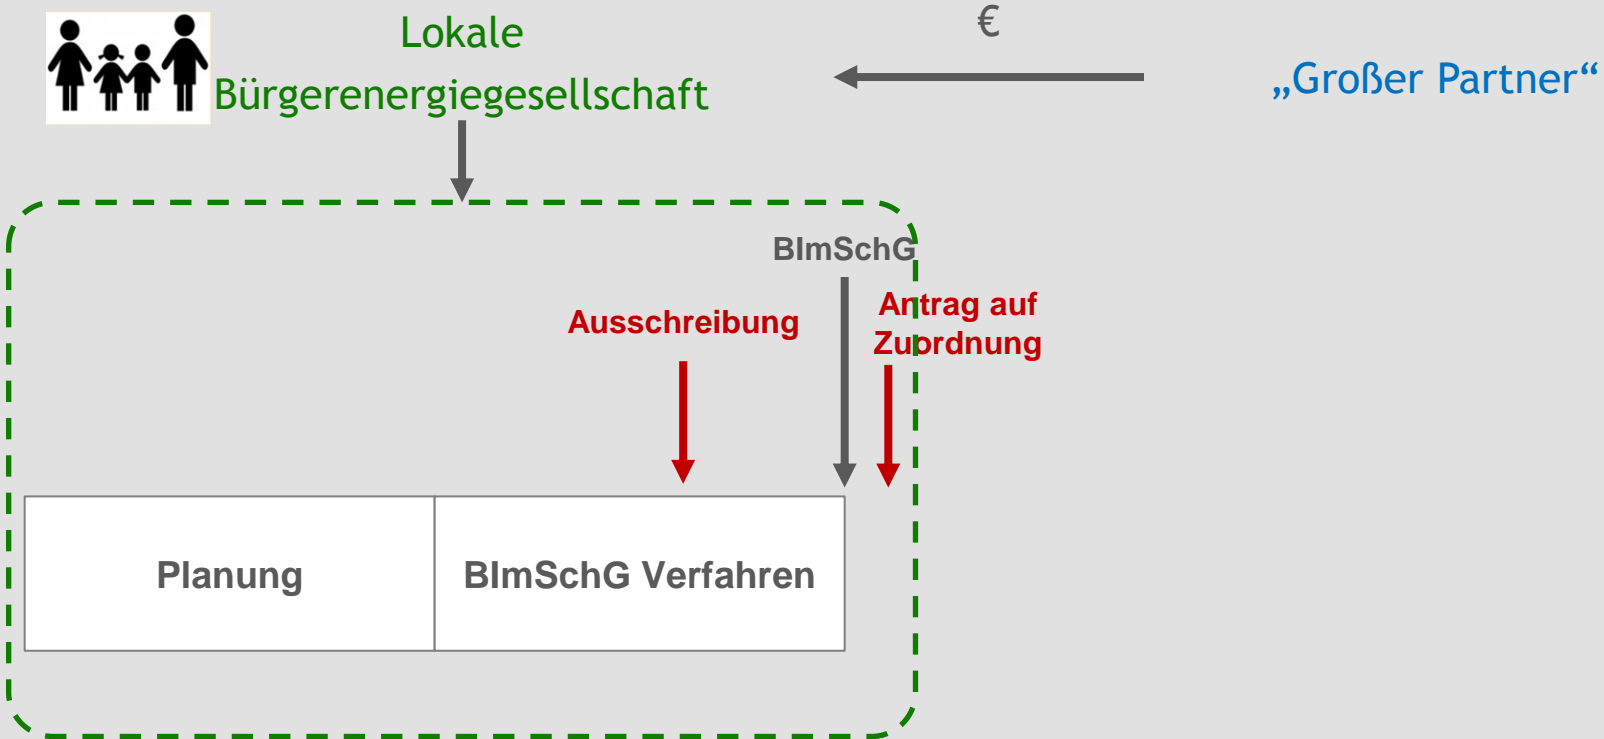 Lokale
Bürgerenergiegesellschaft
€
„Großer Partner“
BImSchG
Ausschreibung
Antrag auf
Zuordnung
Planung
BImSchG Verfahren